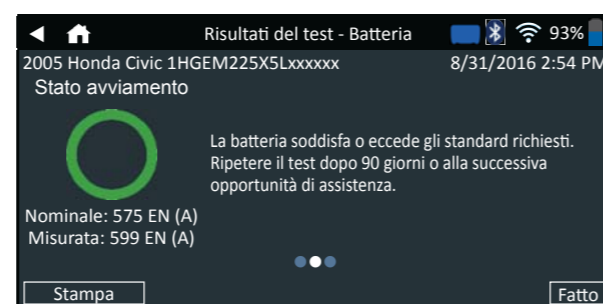 Risultati del test - Batteria 93%
2005 Honda Civic 1HGEM225X5Lxxxxxx 8/31/2016 2:54 PM
Stato avviamento
La batteria soddisfa o eccede gli standard richiesti.
Ripetere il test dopo 90 giorni o alla successiva
opportunità di assistenza.
Nominale: 575 EN (A)
Misurata: 599 EN (A)
Stampa Fatto